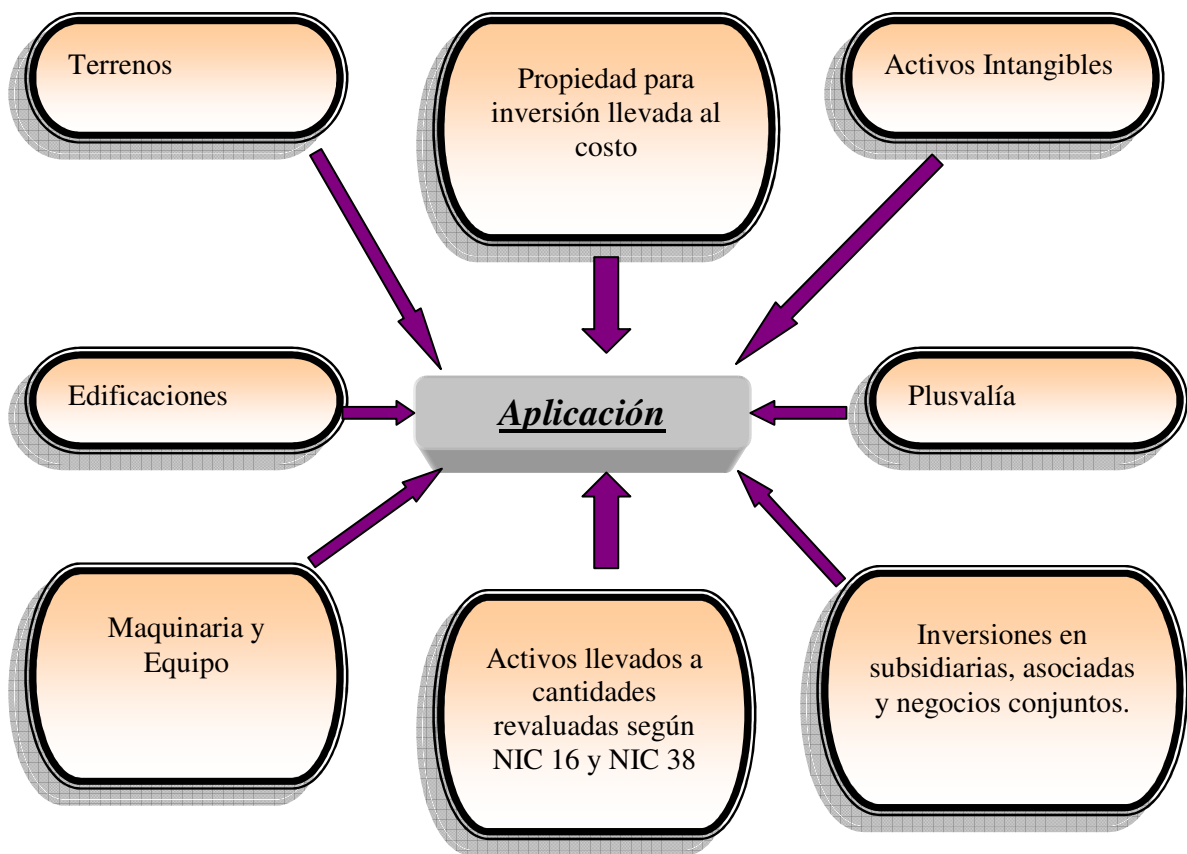 Terrenos
Propiedad para
inversión llevada al
costo
Activos Intangibles
Edificaciones
Aplicación
Plusvalía
Maquinaria y
Equipo
Activos llevados a
cantidades
revaluadas según
NIC 16 y NIC 38
Inversiones en
subsidiarias, asociadas
y negocios conjuntos.